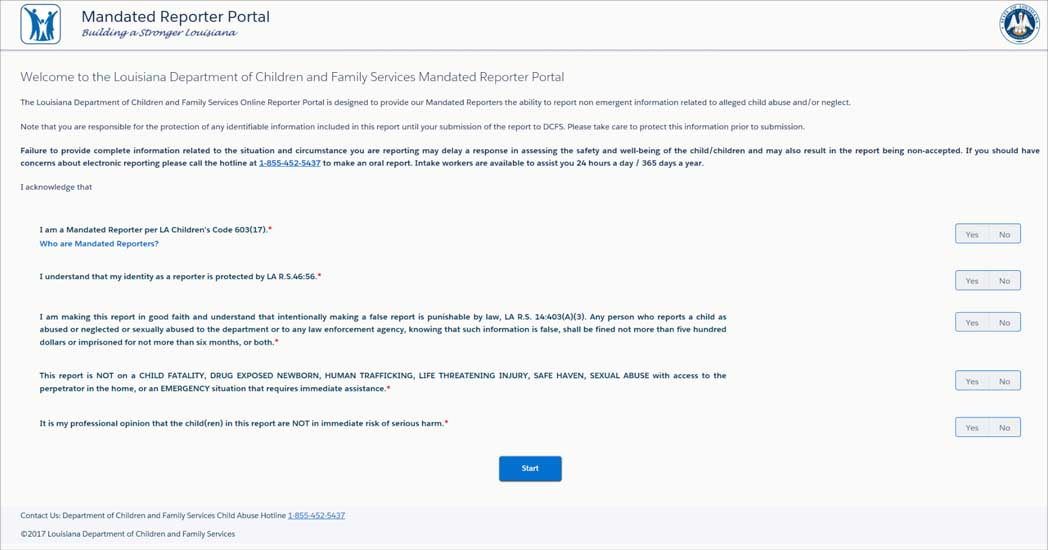 Mandated Reporter Portal
Building a Stronger Louisiana
Welcome to the Louisiana Department of Children and Family Services Mandated Reporter Portal
The Louisiana Department of Children and Family Services Online Reporter Portal is designed to provide our Mandated Reporters the ability to report non emergent information related to alleged child abuse and/or neglect.
Note that you are responsible for the protection of any identifiable information included in this report until your submission of the report to DCFS. Please take care to protect this information prior to submission.
Failure to provide complete information related to the situation and circumstance you are reporting may delay a response in assessing the safety and well-being of the child/children and may also result in the report being non-accepted. If you should have
concerns about electronic reporting please call the hotline at 1-855-452-5437 to make an oral report. Intake workers are available to assist you 24 hours a day / 365 days a year.
I acknowledge that
I am a Mandated Reporter per LA Children's Code 603(17).*
Yes No
Who are Mandated Reporters?
I understand that my identity as a reporter is protected by LA R.S.46:56.*
Yes No
I am making this report in good faith and understand that intentionally making a false report is punishable by law, LA R.S. 14:403(A)(3). Any person who reports a child as
abused or neglected or sexually abused to the department or to any law enforcement agency, knowing that such information is false, shall be fined not more than five hundred
dollars or imprisoned for not more than six months, or both.*
Yes No
This report is NOT on a CHILD FATALITY, DRUG EXPOSED NEWBORN, HUMAN TRAFFICKING, LIFE THREATENING INJURY, SAFE HAVEN, SEXUAL ABUSE with access to the
perpetrator in the home, or an EMERGENCY situation that requires immediate assistance.*
Yes No
It is my professional opinion that the child(ren) in this report are NOT in immediate risk of serious harm.*
Yes No
Start
Contact Us: Department of Children and Family Services Child Abuse Hotline 1-855-452-5437
©2017 Louisiana Department of Children and Family Services